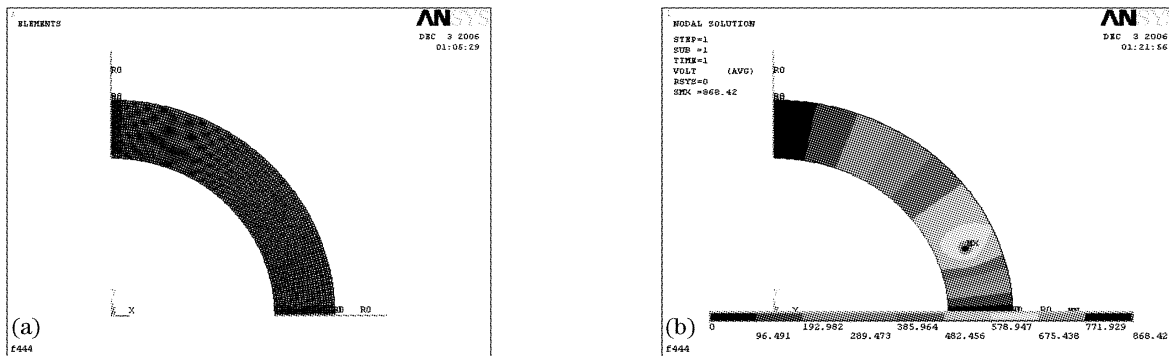 ELEMENTS
ANSYS
DEC 3 2006
01:05:29
R0
R0
R0
X
(a)
f444
NODAL SOLUTION
STEP=1
SUB =1
TIME=1
VOLT (AVG)
RSYS=0
SMX =868.42
ANSYS
DEC 3 2006
01:21:56
R0
R0
MX
R0
(b)
0 192.982 385.964 578.947 771.929
96.491 289.473 482.456 675.438 868.42
f444